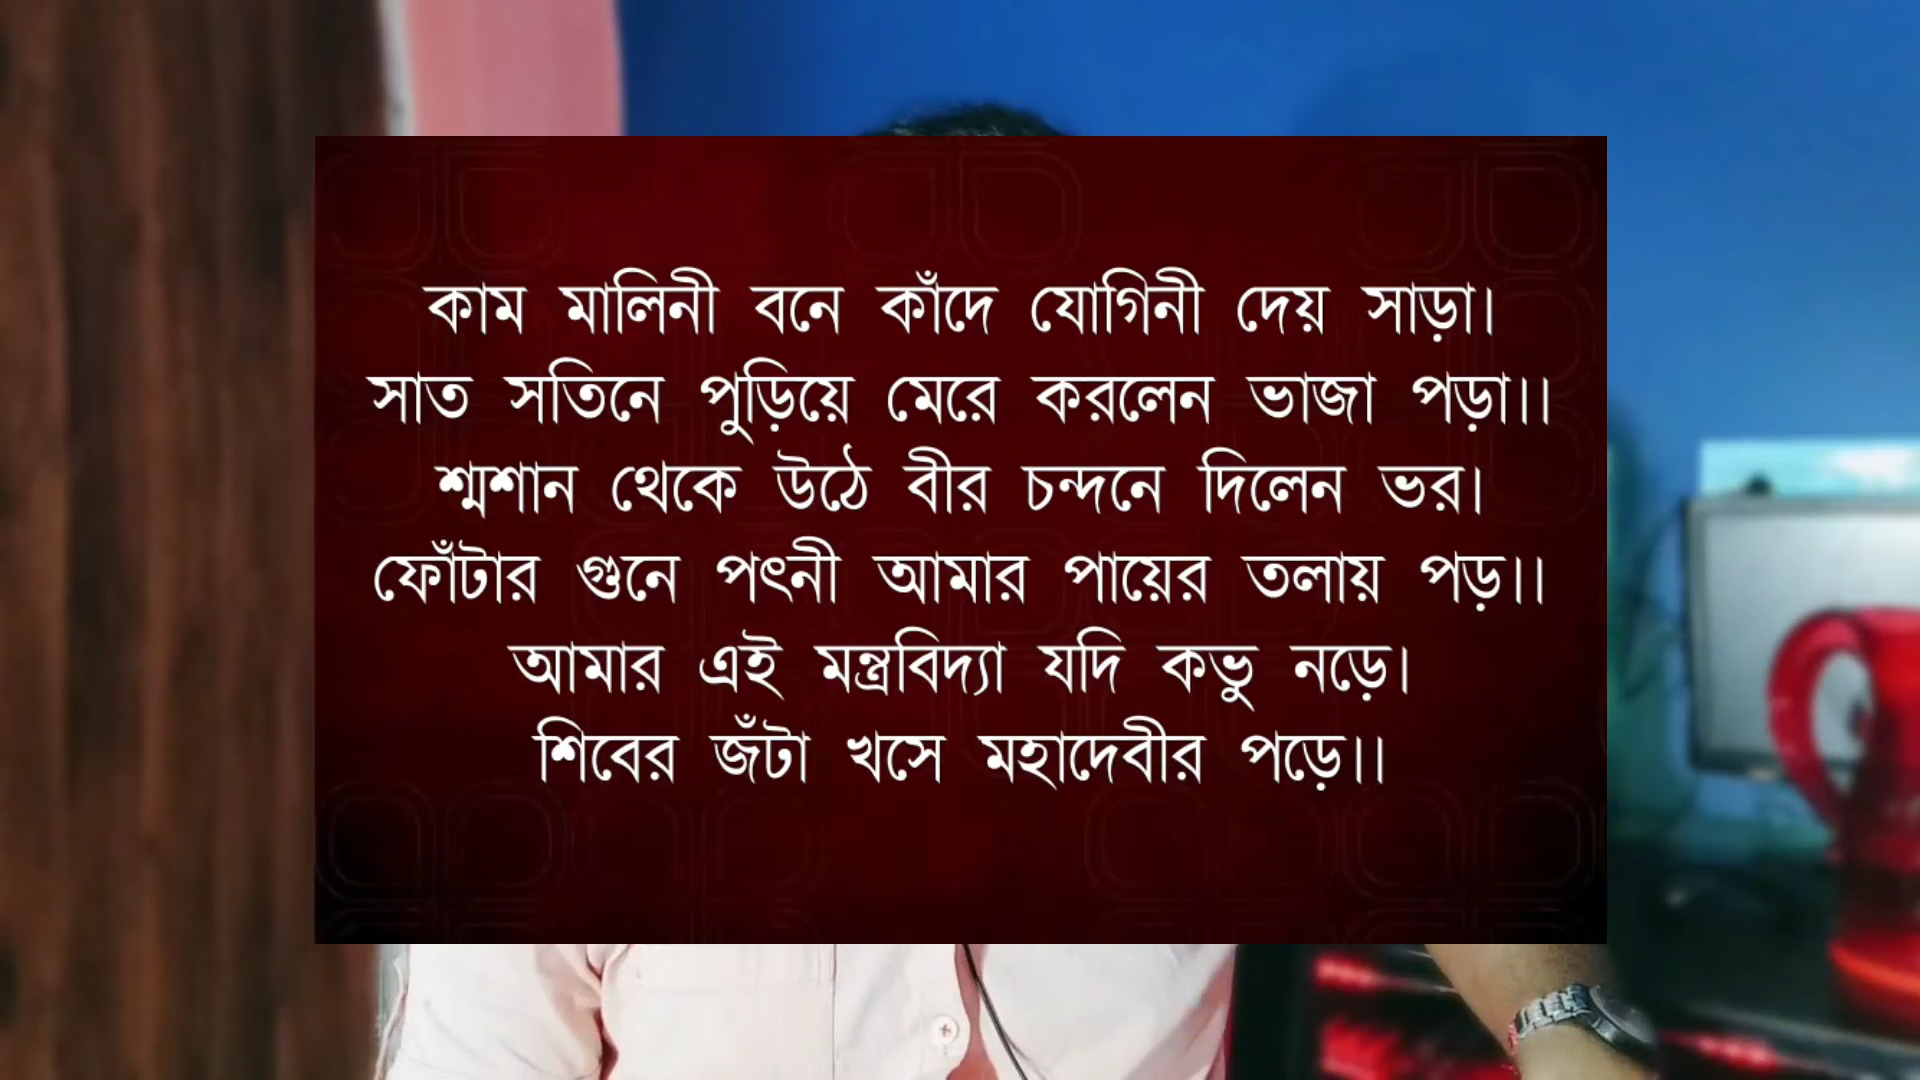 কাম মালিনী বনে কাঁদে যোগিনী দেয় সাড়া।
সাত সতিনে পুড়িয়ে মেরে করলেন ভাজা পড়া।।
শ্মশান থেকে উঠে বীর চন্দনে দিলেন ভর।
ফোঁটার গুনে পৎনী আমার পায়ের তলায় পড়।।
আমার এই মন্ত্রবিদ্যা যদি কভু নড়ে।
শিবের জঁটা খসে মহাদেবীর পড়ে।।